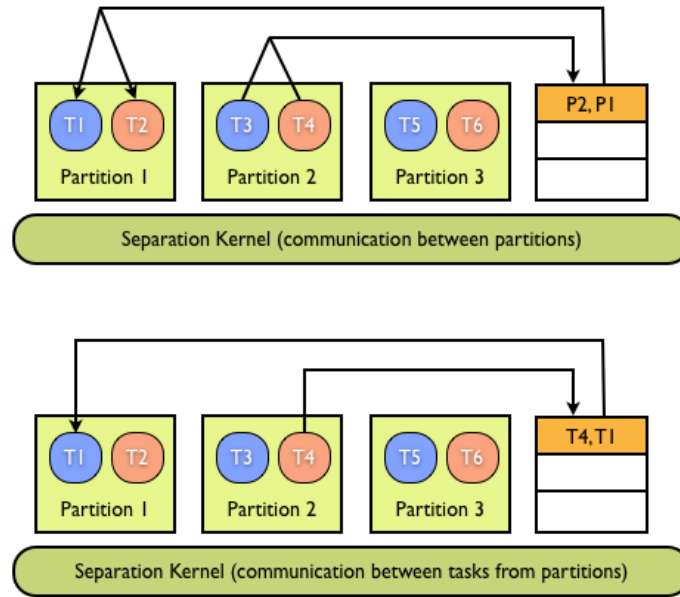 P2, P1
T1 T2 T3 T4 T5 T6
Partition 1 Partition 2 Partition 3
Separation Kernel (communication between partitions)
T4, T1
T1 T2 T3 T4 T5 T6
Partition 1 Partition 2 Partition 3
Separation Kernel (communication between tasks from partitions)